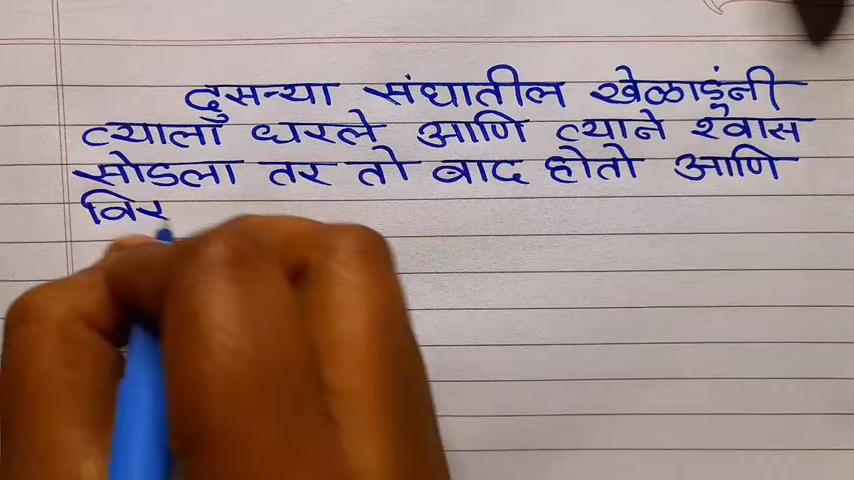 दुसऱ्या संघातील खेळाडूंनी
त्याला धरले आणि त्याने श्वास
सोडला तर तो बाद होतो आणि
विर